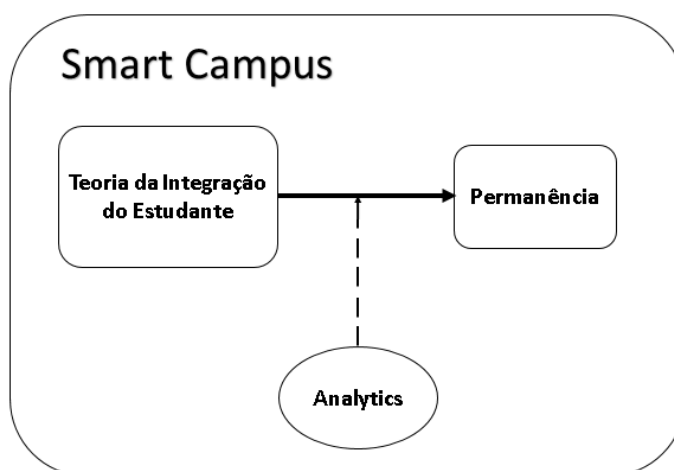 Smart Campus
Teoria da Integração
do Estudante
Permanência
Analytics